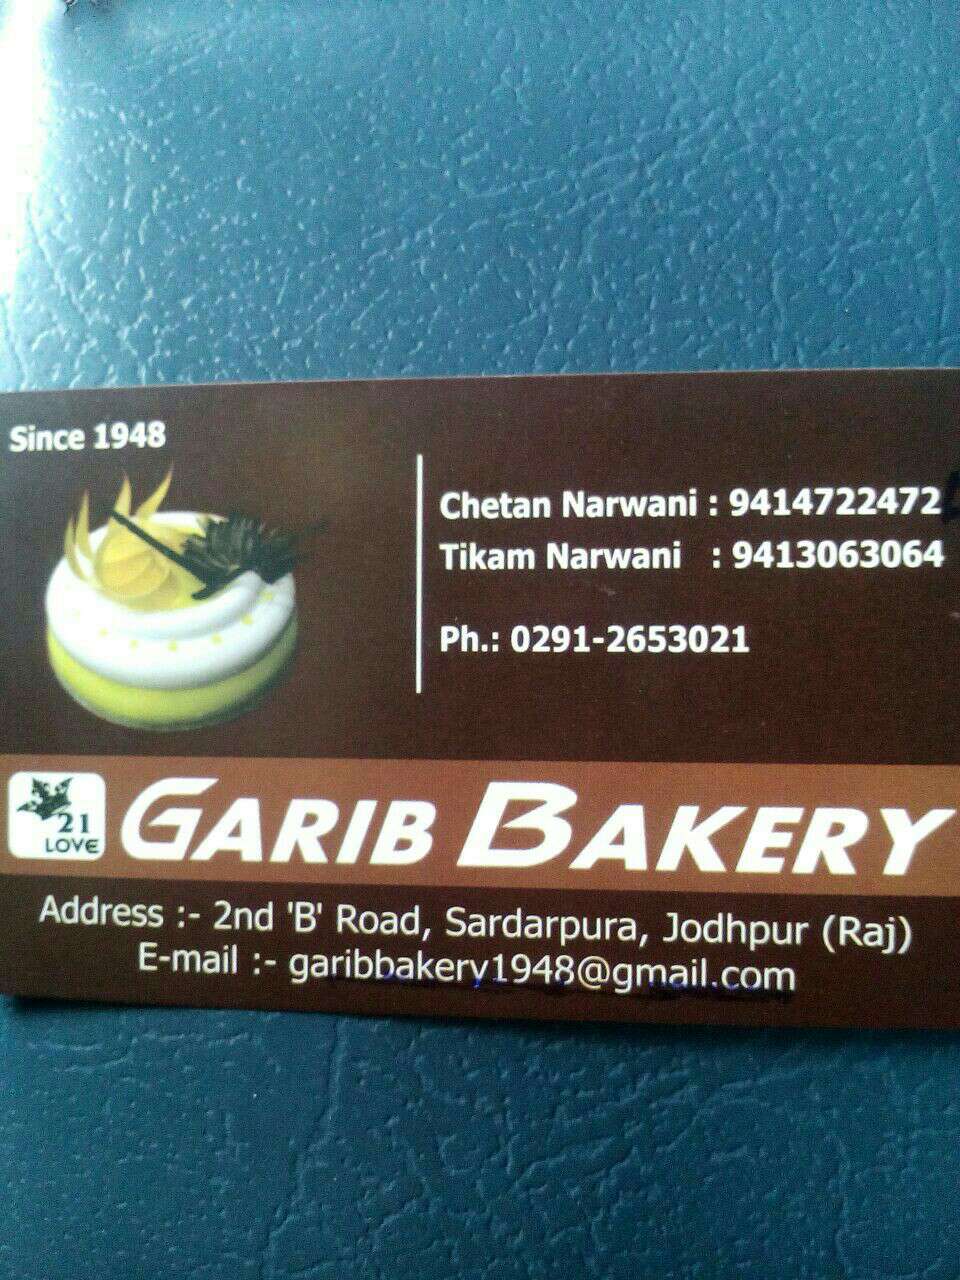 Since 1948
Chetan Narwani : 9414722472
Tikam Narwani : 9413063064
Ph.: 0291-2653021
21
LOVE
GARIB BAKERY
Address :- 2nd 'B' Road, Sardarpura, Jodhpur (Raj)
E-mail :- garibbakery1948@gmail.com